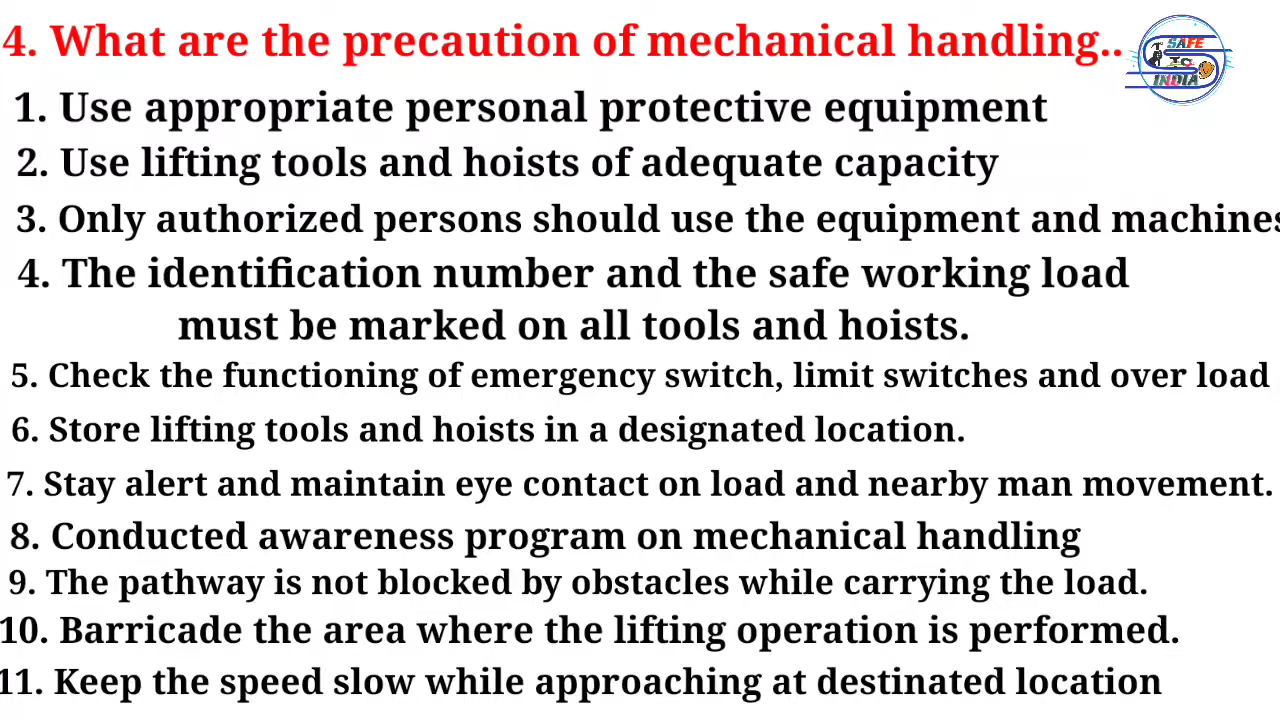 4. What are the precaution of mechanical handling..
SAFE
INDIA
1. Use appropriate personal protective equipment
2. Use lifting tools and hoists of adequate capacity
3. Only authorized persons should use the equipment and machines
4. The identification number and the safe working load
must be marked on all tools and hoists.
5. Check the functioning of emergency switch, limit switches and over load
6. Store lifting tools and hoists in a designated location.
7. Stay alert and maintain eye contact on load and nearby man movement.
8. Conducted awareness program on mechanical handling
9. The pathway is not blocked by obstacles while carrying the load.
10. Barricade the area where the lifting operation is performed.
11. Keep the speed slow while approaching at destinated location